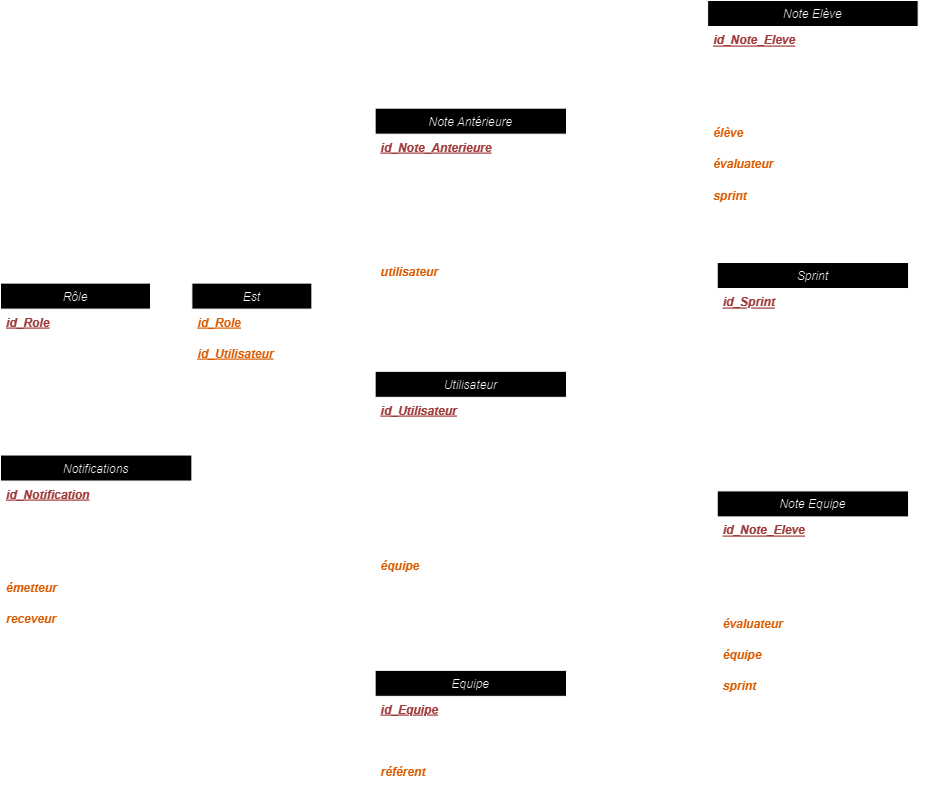 Note Elève
id_Note_Eleve
élève
évaluateur
sprint
Note Antérieure
id_Note_Anterieure
utilisateur
Rôle
id_Role
Est
id_Role
id_Utilisateur
Sprint
id_Sprint
Utilisateur
id_Utilisateur
équipe
Notifications
id_Notification
émetteur
receveur
Note Equipe
id_Note_Eleve
évaluateur
équipe
sprint
Equipe
id_Equipe
référent